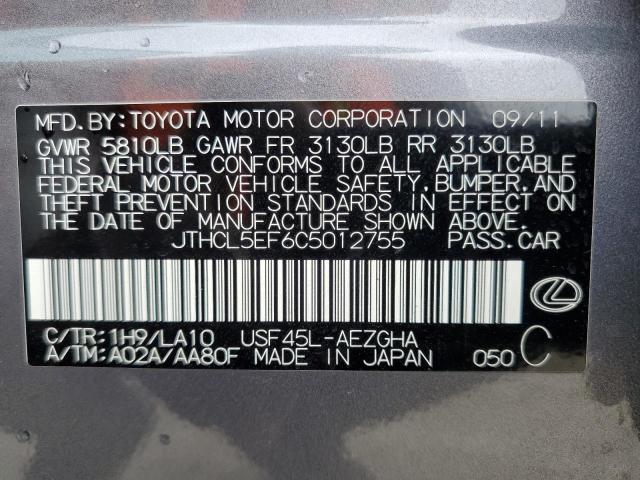 MFD.BY:TOYOTA MOTOR CORPORATION 09/11
GVWR 5810LB GAWR FR 3130LB RR 3130LB
THIS VEHICLE CONFORMS TO ALL APPLICABLE
FEDERAL MOTOR VEHICLE SAFETY,BUMPER,AND
THEFT PREVENTION STANDARDS IN EFFECT ON
THE DATE OF MANUFACTURE SHOWN ABOVE.
JTHCL5EF6C5012755 PASS.CAR
C/TR:1H9/LA10 USF45L-AEZGHA
A/TM:A02A/AA80F MADE IN JAPAN 050 C